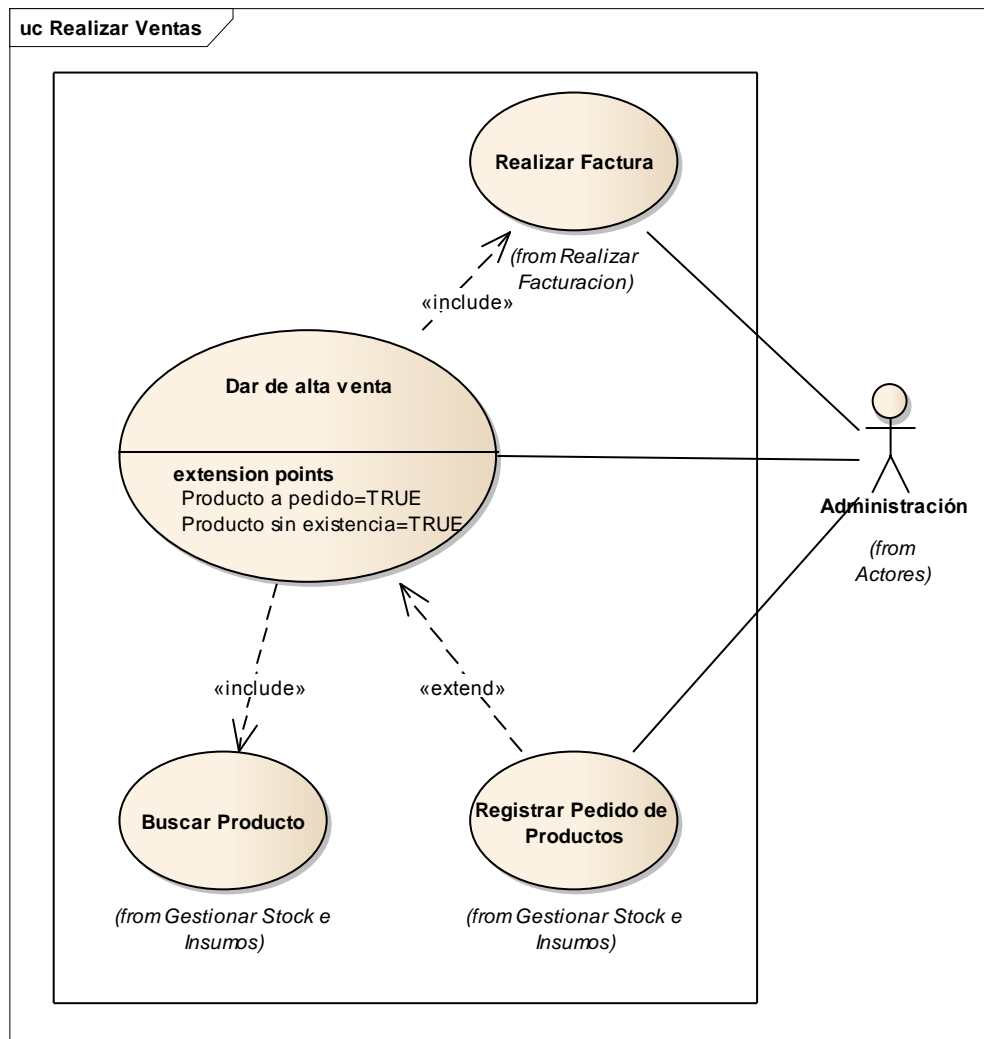 uc Realizar Ventas
Realizar Factura
(from Realizar
Facturacion)
«include»
Dar de alta venta
extension points
Producto a pedido=TRUE
Producto sin existencia=TRUE
Administración
(from
Actores)
«include»
«extend»
Buscar Producto
Registrar Pedido de
Productos
(from Gestionar Stock e
Insumos)
(from Gestionar Stock e
Insumos)